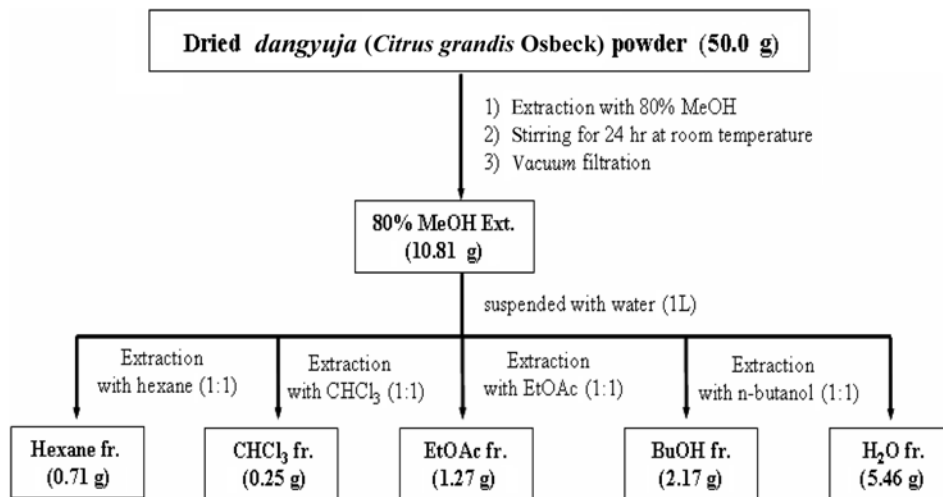 Dried dangyuja (Citrus grandis Osbeck) powder (50.0 g)
1) Extraction with 80% MeOH
2) Stirring for 24 hr at room temperature
3) Vacuum filtration
80% MeOH Ext.
(10.81 g)
suspended with water (1L)
Extraction
with hexane (1:1)
Extraction
with CHCl₃ (1:1)
Extraction
with EtOAc (1:1)
Extraction
with n-butanol (1:1)
Hexane fr.
(0.71 g)
CHCl₃ fr.
(0.25 g)
EtOAc fr.
(1.27 g)
BuOH fr.
(2.17 g)
H₂O fr.
(5.46 g)